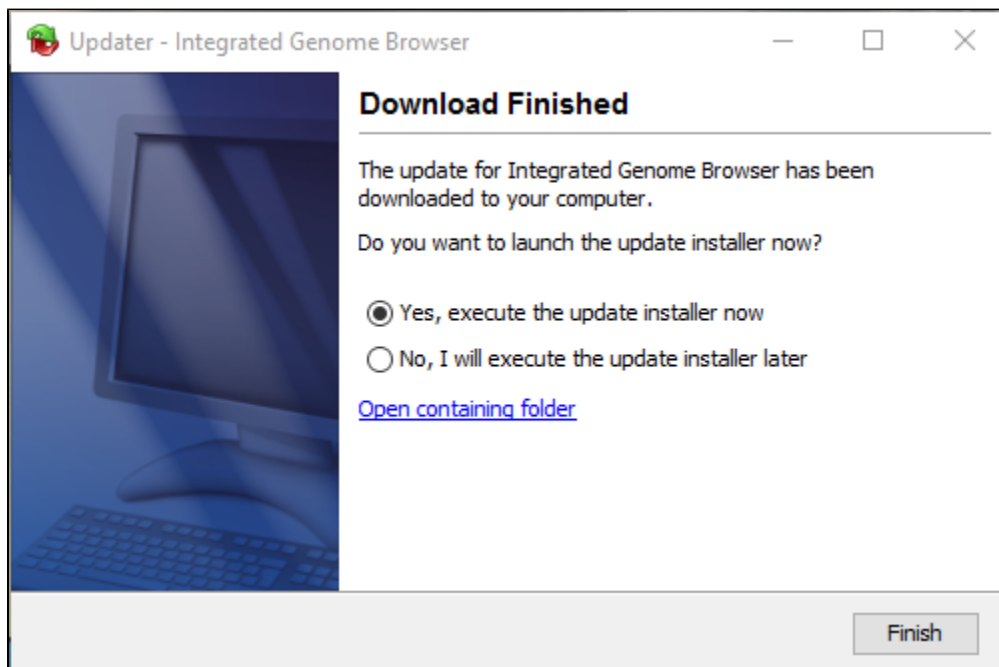 Updater - Integrated Genome Browser
Download Finished
The update for Integrated Genome Browser has been
downloaded to your computer.
Do you want to launch the update installer now?
Yes, execute the update installer now
No, I will execute the update installer later
Open containing folder
Finish